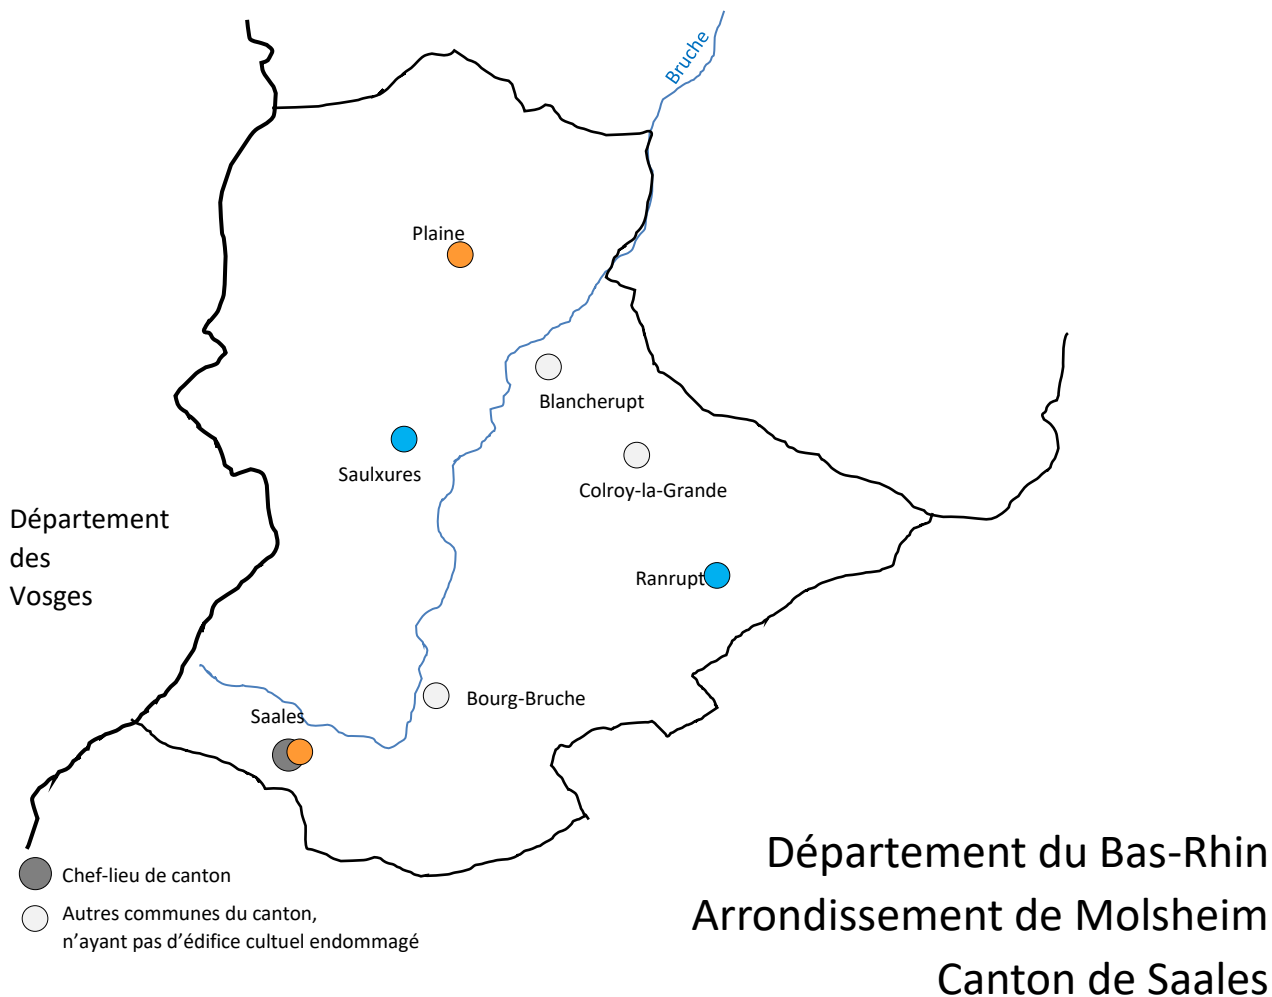 Bruche
Plaine
Blancherupt
Saulxures
Colroy-la-Grande
Département
des
Vosges
Ranrupt
Bourg-Bruche
Saales
Chef-lieu de canton
Autres communes du canton,
n’ayant pas d’édifice cultuel endommagé
Département du Bas-Rhin
Arrondissement de Molsheim
Canton de Saales